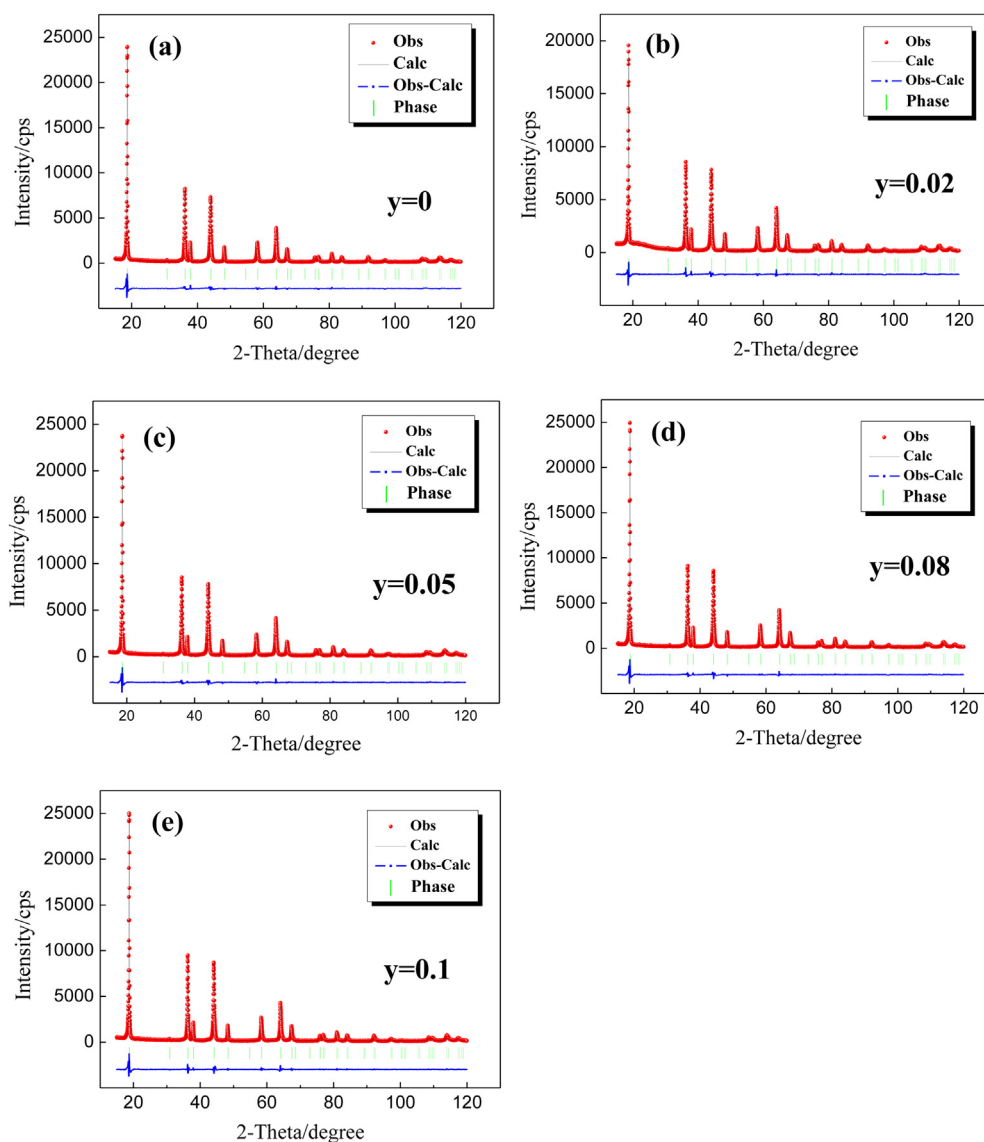 (a)
Obs
Calc
Obs-Calc
Phase
y=0
25000
20000
15000
10000
5000
0
Intensity/cps
20 40 60 80 100 120
2-Theta/degree
(b)
Obs
Calc
Obs-Calc
Phase
y=0.02
20000
15000
10000
5000
0
Intensity/cps
20 40 60 80 100 120
2-Theta/degree
(c)
Obs
Calc
Obs-Calc
Phase
y=0.05
25000
20000
15000
10000
5000
0
Intensity/cps
20 40 60 80 100 120
2-Theta/degree
(d)
Obs
Calc
Obs-Calc
Phase
y=0.08
25000
20000
15000
10000
5000
0
Intensity/cps
20 40 60 80 100 120
2-Theta/degree
(e)
Obs
Calc
Obs-Calc
Phase
y=0.1
25000
20000
15000
10000
5000
0
Intensity/cps
20 40 60 80 100 120
2-Theta/degree